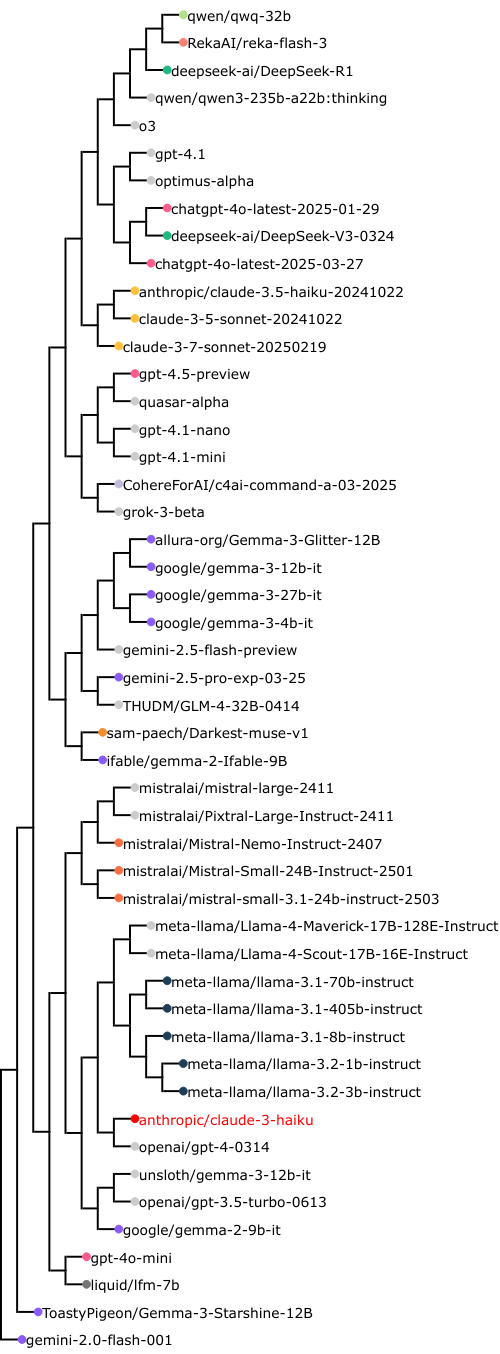 qwen/qwq-32b
RekaAI/reka-flash-3
deepseek-ai/DeepSeek-R1
qwen/qwen3-235b-a22b:thinking
o3
gpt-4.1
optimus-alpha
chatgpt-4o-latest-2025-01-29
deepseek-ai/DeepSeek-V3-0324
chatgpt-4o-latest-2025-03-27
anthropic/claude-3.5-haiku-20241022
claude-3-5-sonnet-20241022
claude-3-7-sonnet-20250219
gpt-4.5-preview
quasar-alpha
gpt-4.1-nano
gpt-4.1-mini
CohereForAI/c4ai-command-a-03-2025
grok-3-beta
allura-org/Gemma-3-Glitter-12B
google/gemma-3-12b-it
google/gemma-3-27b-it
google/gemma-3-4b-it
gemini-2.5-flash-preview
gemini-2.5-pro-exp-03-25
THUDM/GLM-4-32B-0414
sam-paech/Darkest-muse-v1
ifable/gemma-2-Ifable-9B
mistralai/mistral-large-2411
mistralai/Pixtral-Large-Instruct-2411
mistralai/Mistral-Nemo-Instruct-2407
mistralai/Mistral-Small-24B-Instruct-2501
mistralai/mistral-small-3.1-24b-instruct-2503
meta-llama/Llama-4-Maverick-17B-128E-Instruct
meta-llama/Llama-4-Scout-17B-16E-Instruct
meta-llama/llama-3.1-70b-instruct
meta-llama/llama-3.1-405b-instruct
meta-llama/llama-3.1-8b-instruct
meta-llama/llama-3.2-1b-instruct
meta-llama/llama-3.2-3b-instruct
anthropic/claude-3-haiku
openai/gpt-4-0314
unsloth/gemma-3-12b-it
openai/gpt-3.5-turbo-0613
google/gemma-2-9b-it
gpt-4o-mini
liquid/lfm-7b
ToastyPigeon/Gemma-3-Starshine-12B
gemini-2.0-flash-001